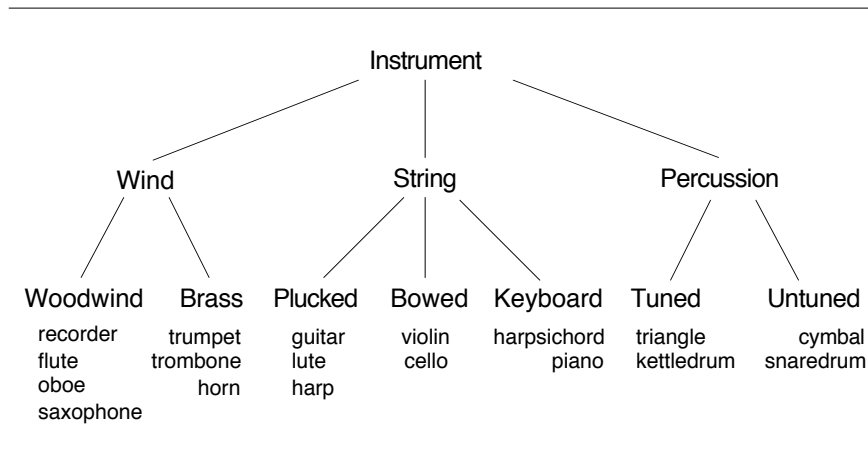 Instrument
Wind String Percussion
Woodwind Brass Plucked Bowed Keyboard Tuned Untuned
recorder trumpet guitar violin harpsichord triangle cymbal
flute trombone lute cello piano kettledrum snaredrum
oboe horn harp
saxophone